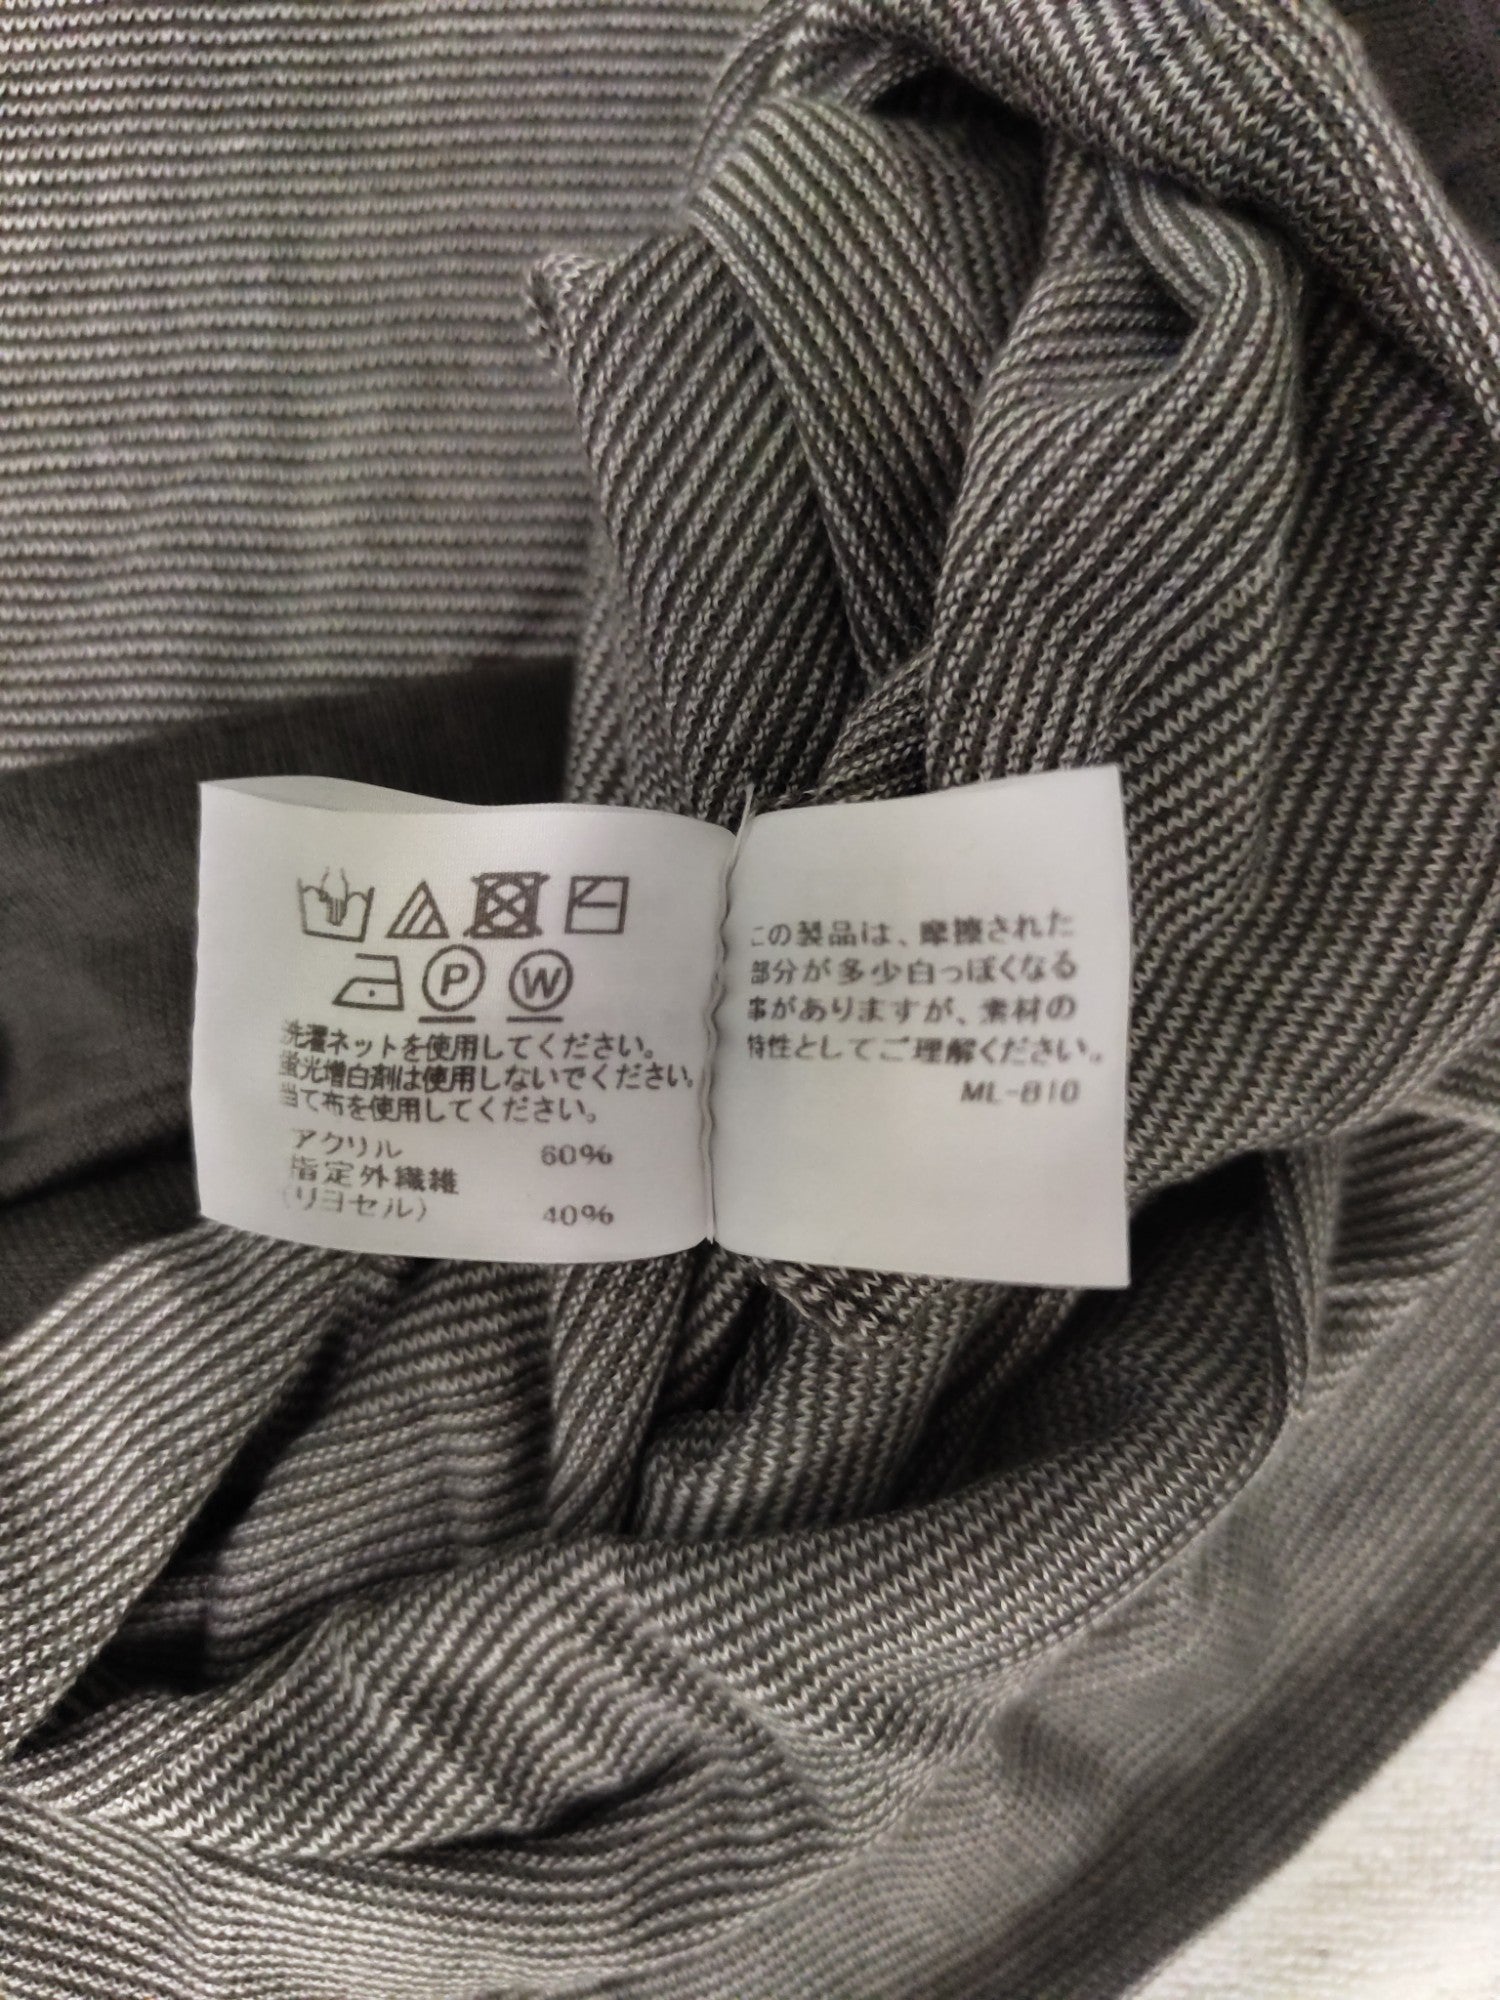 P W
洗濯ネットを使用してください。
蛍光増白剤は使用しないでください。
当て布を使用してください。
アクリル 60%
指定外繊維
(リヨセル) 40%
この製品は、摩擦された
部分が多少白っぽくなる
事がありますが、素材の
特性としてご理解ください。
ML-B10